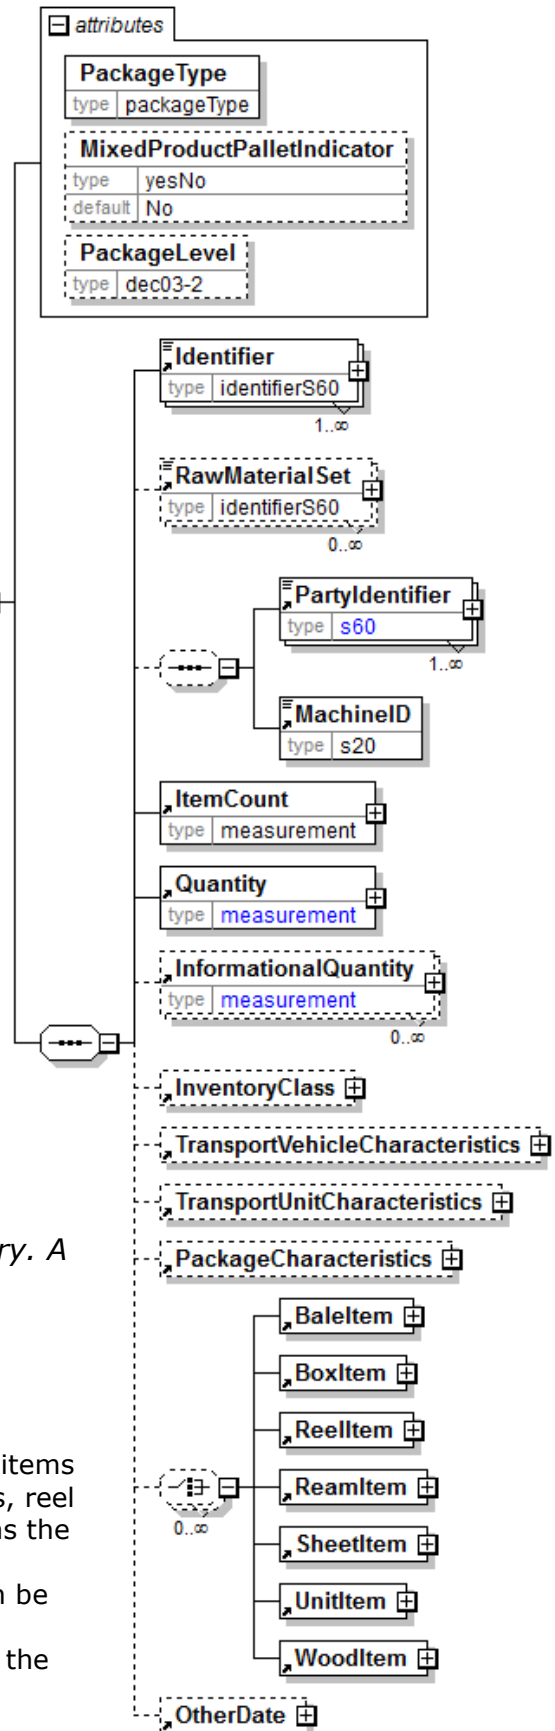 attributes
PackageType
type packageType
MixedProductPalletIndicator
type yesNo
default No
PackageLevel
type dec03-2
Identifier
type identifierS60
1..∞
RawMaterialSet
type identifierS60
0..∞
PartyIdentifier
type s60
1..∞
MachineID
type s20
ItemCount
type measurement
Quantity
type measurement
InformationalQuantity
type measurement
0..∞
InventoryClass
TransportVehicleCharacteristics
TransportUnitCharacteristics
ry. A
PackageCharacteristics
BaleItem
BoxItem
ReelItem
items
ReamItem
s, reel
0..∞
as the
SheetItem
n be
UnitItem
the
WoodItem
OtherDate